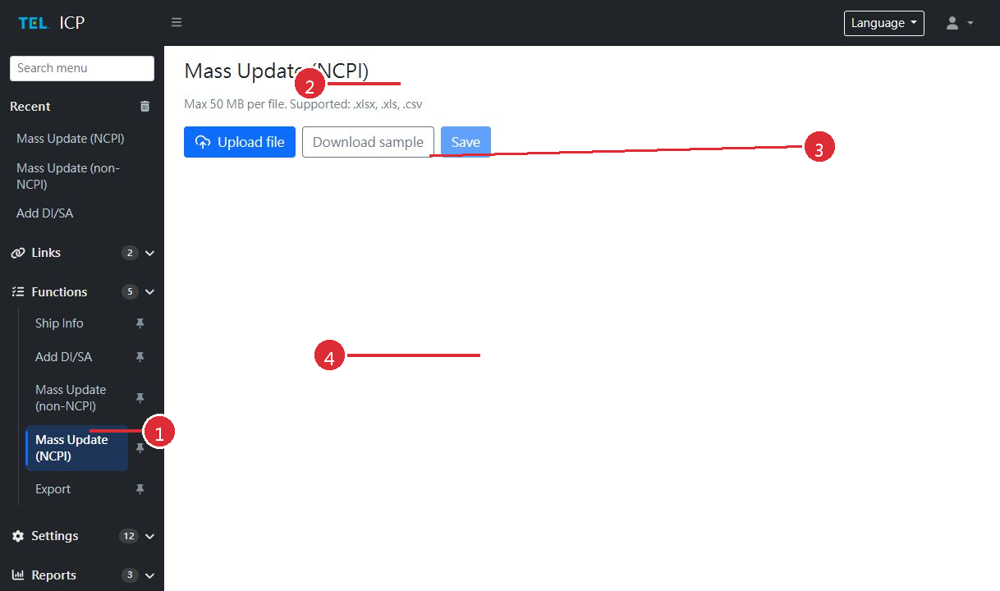 TEL ICP
Language
Search menu
Mass Update (NCPI)
2
Max 50 MB per file. Supported: .xlsx, .xls, .csv
Recent
Upload file
Download sample
Save
3
Mass Update (NCPI)
Mass Update (non-
NCPI)
Add DI/SA
Links 2
Functions 5
Ship Info
Add DI/SA
4
Mass Update
(non-NCPI)
1
Mass Update
(NCPI)
Export
Settings 12
Reports 3